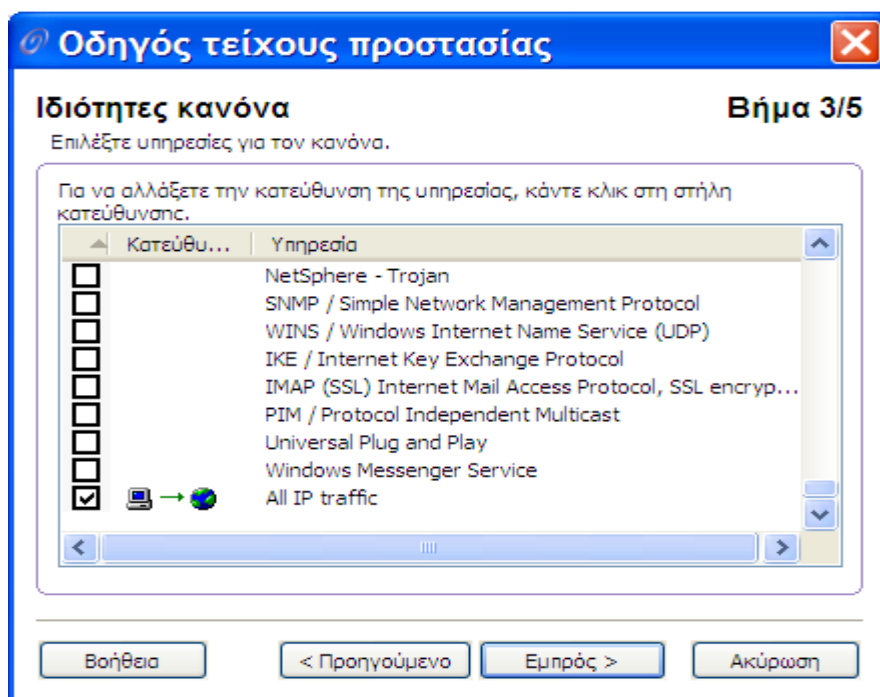 Οδηγός τείχους προστασίας
Ιδιότητες κανόνα Βήμα 3/5
Επιλέξτε υπηρεσίες για τον κανόνα.
Για να αλλάξετε την κατεύθυνση της υπηρεσίας, κάντε κλικ στη στήλη
κατεύθυνσης.
Κατεύθυ... Υπηρεσία
NetSphere - Trojan
SNMP / Simple Network Management Protocol
WINS / Windows Internet Name Service (UDP)
IKE / Internet Key Exchange Protocol
IMAP (SSL) Internet Mail Access Protocol, SSL encryp...
PIM / Protocol Independent Multicast
Universal Plug and Play
Windows Messenger Service
All IP traffic
Βοήθεια < Προηγούμενο Εμπρός > Ακύρωση